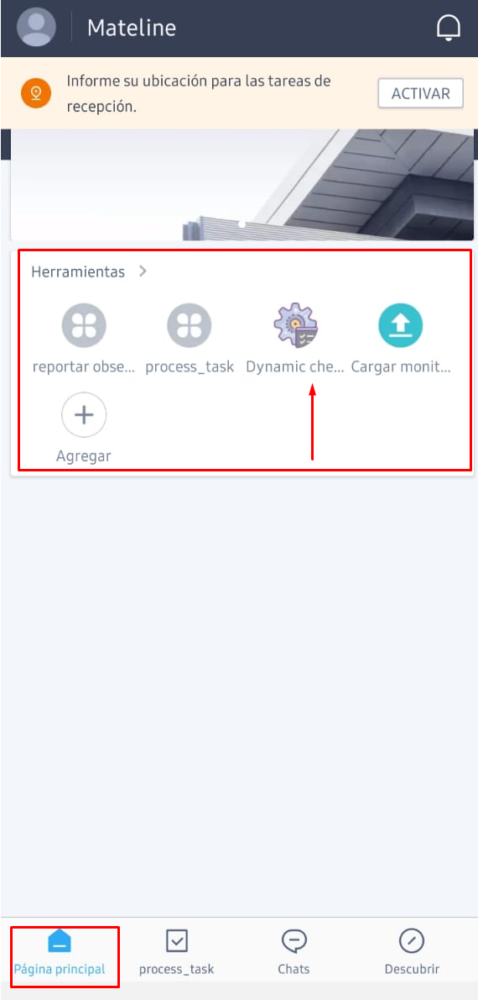 Mateline
Informe su ubicación para las tareas de
recepción.
ACTIVAR
Herramientas
reportar obse...
process_task
Dynamic che...
Cargar monit...
Agregar
Página principal
process_task
Chats
Descubrir